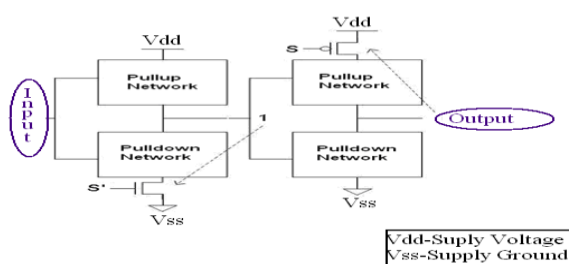 Vdd
Vdd
S
Pullup
Network
Pullup
Network
Input
1
Output
Pulldown
Network
Pulldown
Network
S'
Vss
Vss
Vdd-Suply Voltage
Vss-Supply Ground